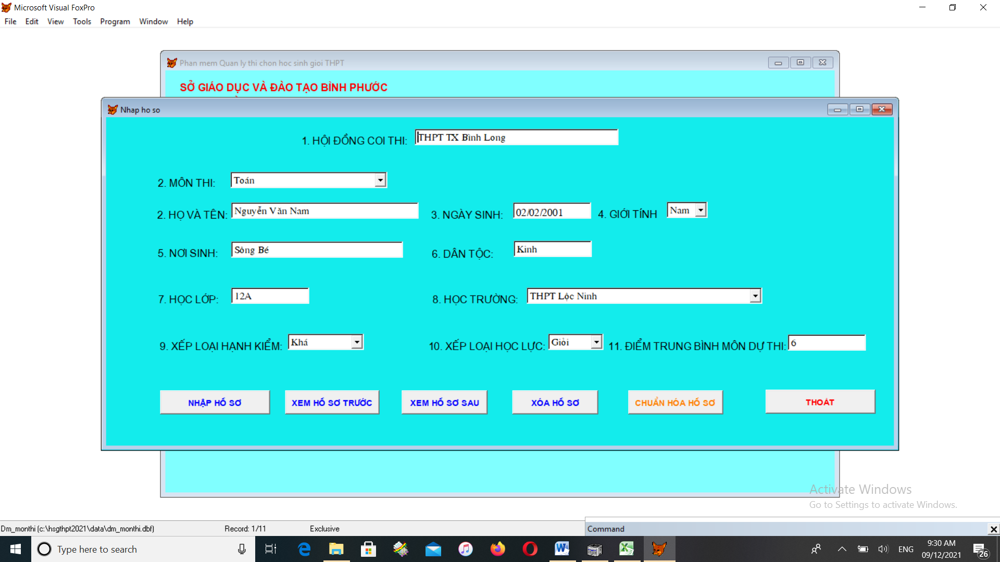 Microsoft Visual FoxPro
File Edit View Tools Program Window Help
Phan mem Quan ly thi chon hoc sinh gioi THPT
SỞ GIÁO DỤC VÀ ĐÀO TẠO BÌNH PHƯỚC
Nhap ho so
1. HỘI ĐỒNG COI THI: THPT TX Bình Long
2. MÔN THI: Toán
2. HỌ VÀ TÊN: Nguyễn Văn Nam 3. NGÀY SINH: 02/02/2001 4. GIỚI TÍNH Nam
5. NƠI SINH: Sông Bé 6. DÂN TỘC: Kinh
7. HỌC LỚP: 12A 8. HỌC TRƯỜNG: THPT Lộc Ninh
9. XẾP LOẠI HẠNH KIỂM: Khá 10. XẾP LOẠI HỌC LỰC: Giỏi 11. ĐIỂM TRUNG BÌNH MÔN DỰ THI: 6
NHẬP HỒ SƠ XEM HỒ SƠ TRƯỚC XEM HỒ SƠ SAU XÓA HỒ SƠ CHUẨN HÓA HỒ SƠ THOÁT
Activate Windows
Go to Settings to activate Windows.
Dm_monthi (c:\hsgthpt2021\data\dm_monthi.dbf) Record: 1/11 Exclusive Command
Type here to search ENG 9:30 AM
09/12/2021 26